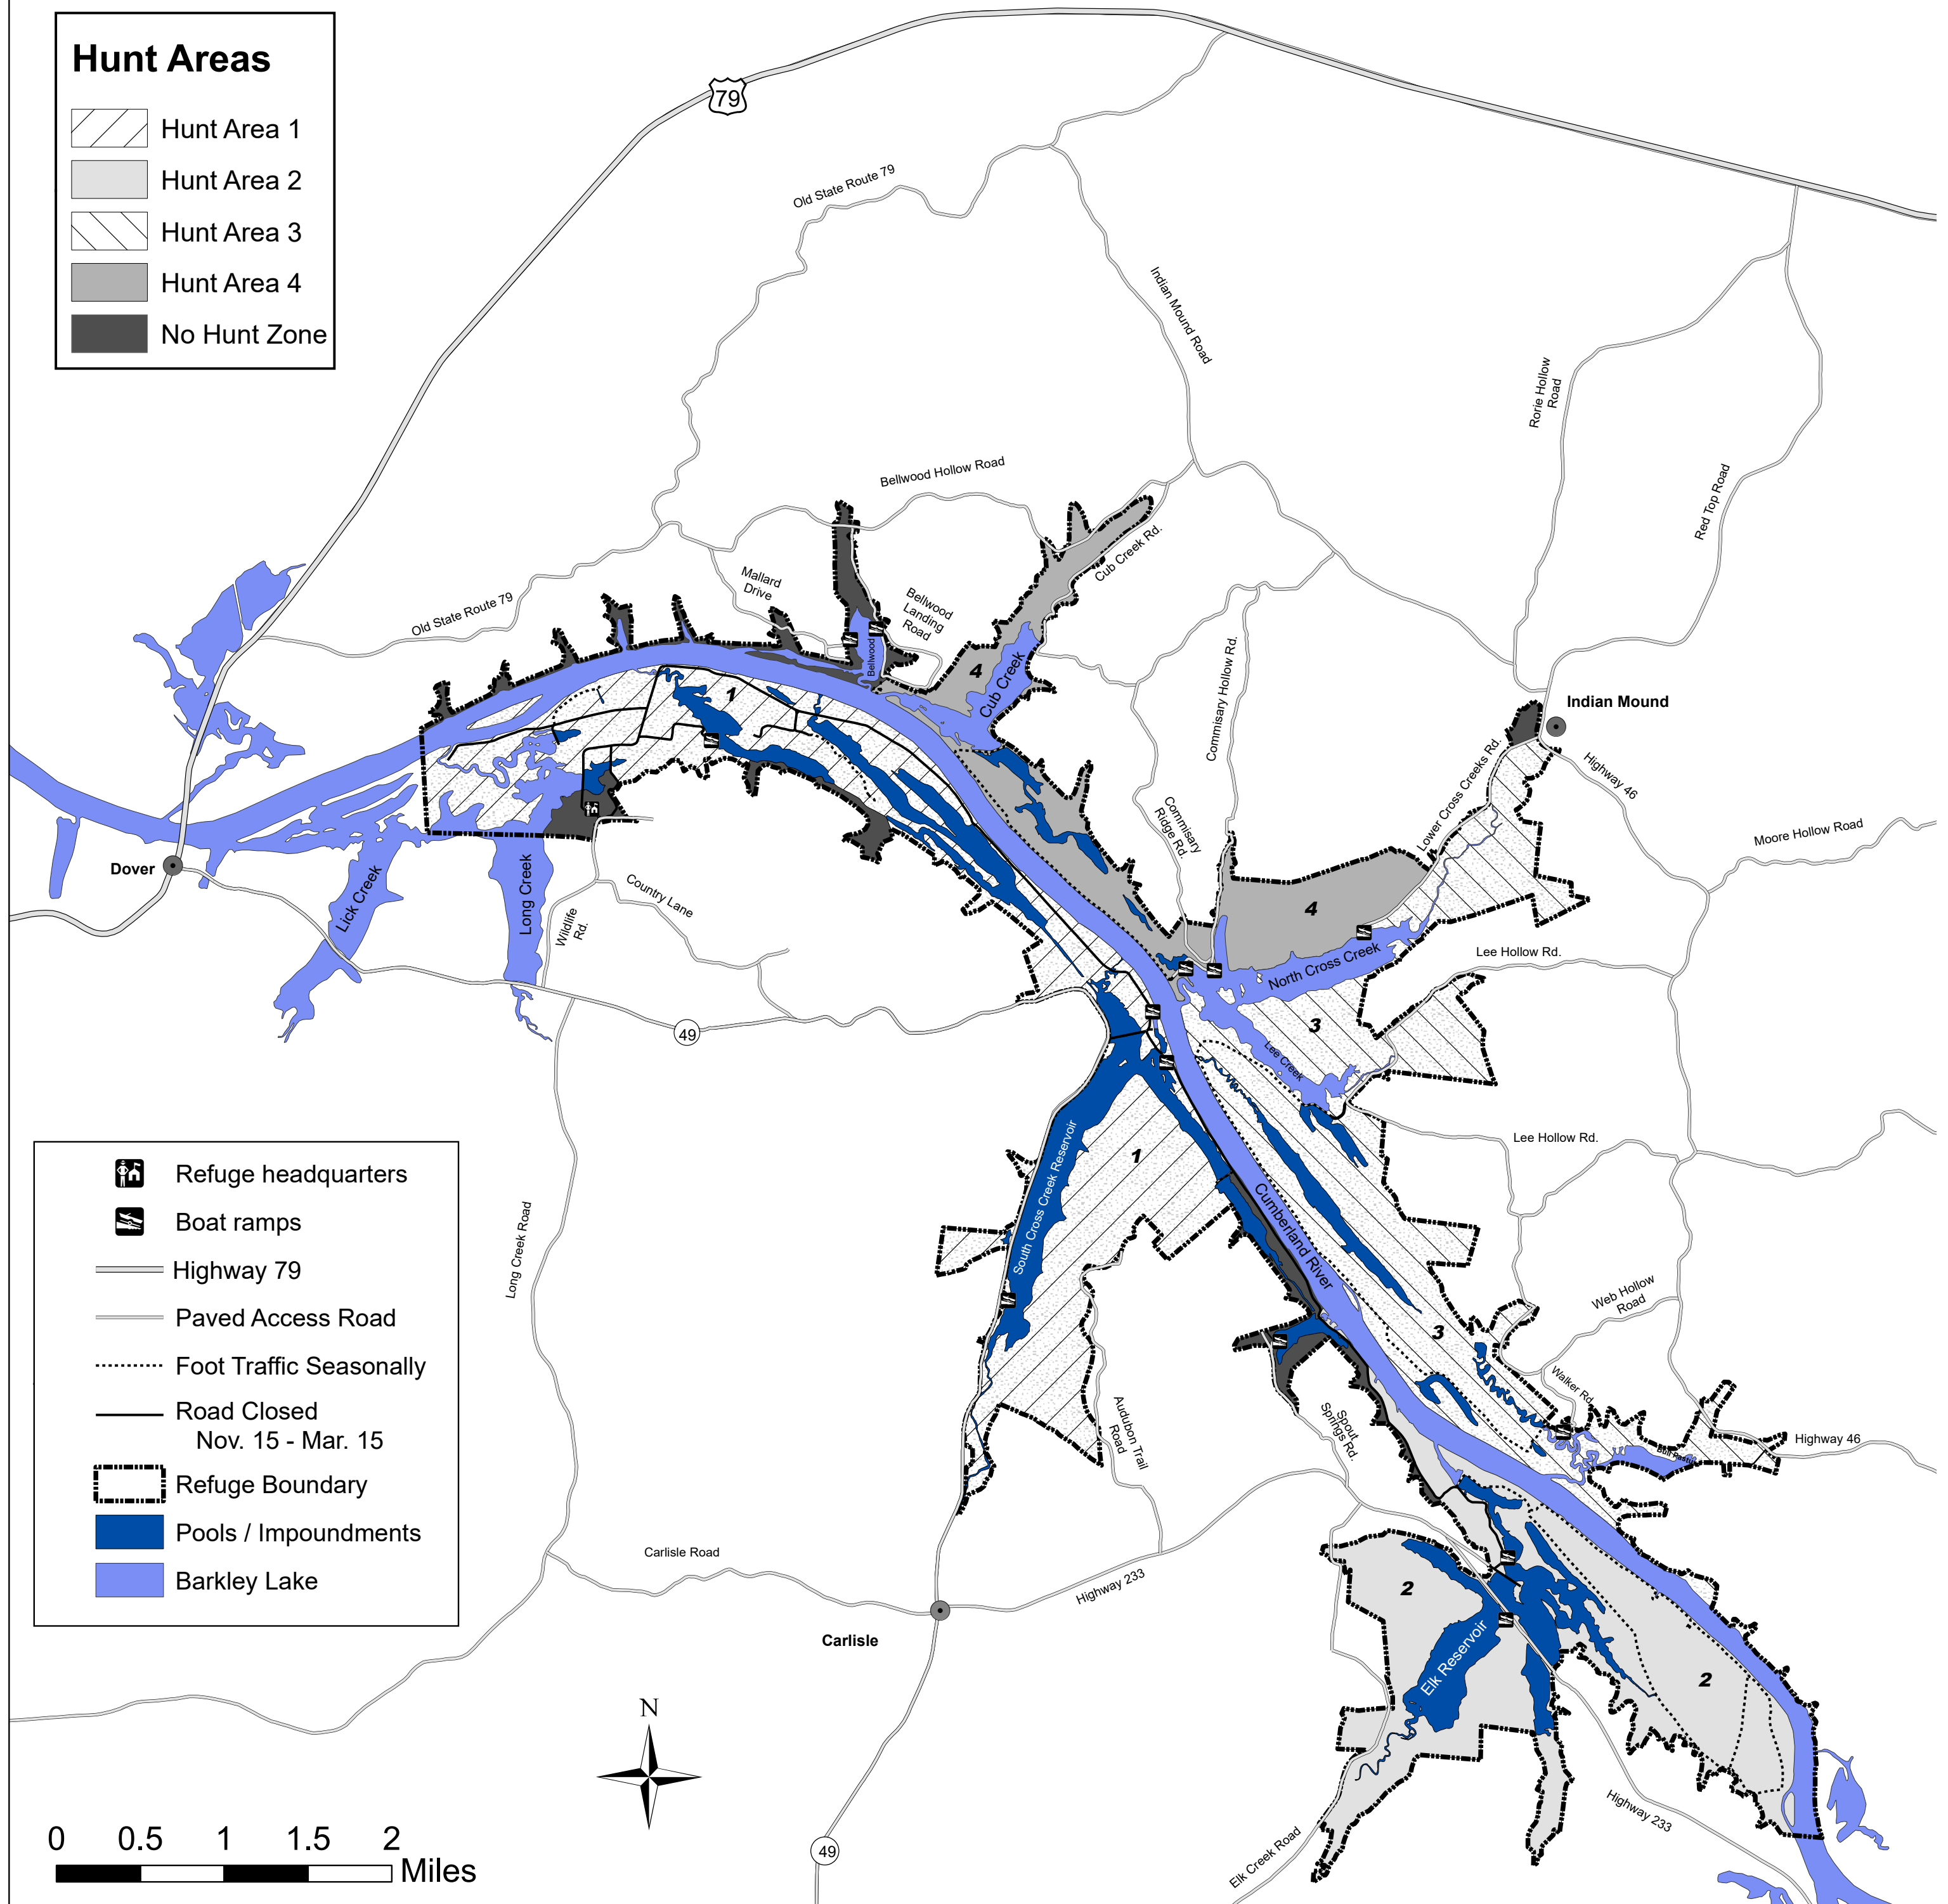 Hunt Areas
Hunt Area 1
Hunt Area 2
Hunt Area 3
Hunt Area 4
No Hunt Zone
79
Old State Route 79
Indian Mound Road
Rorie Hollow
Road
Red Top Road
Bellwood Hollow Road
Cub Creek Rd.
Mallard
Drive
Bellwood
Landing
Road
Old State Route 79
Bellwood
4
Cub Creek
1
Commisary Hollow Rd.
Indian Mound
Lower Cross Creeks Rd.
Highway 46
Commisary
Ridge Rd.
Moore Hollow Road
Dover
Lick Creek
Long Creek
Country Lane
Wildlife
Rd.
4
North Cross Creek
Lee Hollow Rd.
49
3
Lee Creek
Lee Hollow Rd.
1
South Cross Creek Reservoir
Cumberland River
Long Creek Road
Web Hollow
Road
3
Walker Rd.
Audubon Trail
Road
Spout
Springs Rd.
Highway 46
Refuge headquarters
Boat ramps
Highway 79
Paved Access Road
Foot Traffic Seasonally
Road Closed
Nov. 15 - Mar. 15
Refuge Boundary
Pools / Impoundments
Barkley Lake
Carlisle Road
Highway 233
Carlisle
2
Elk Reservoir
2
N
Highway 233
Elk Creek Road
49
0 0.5 1 1.5 2
Miles